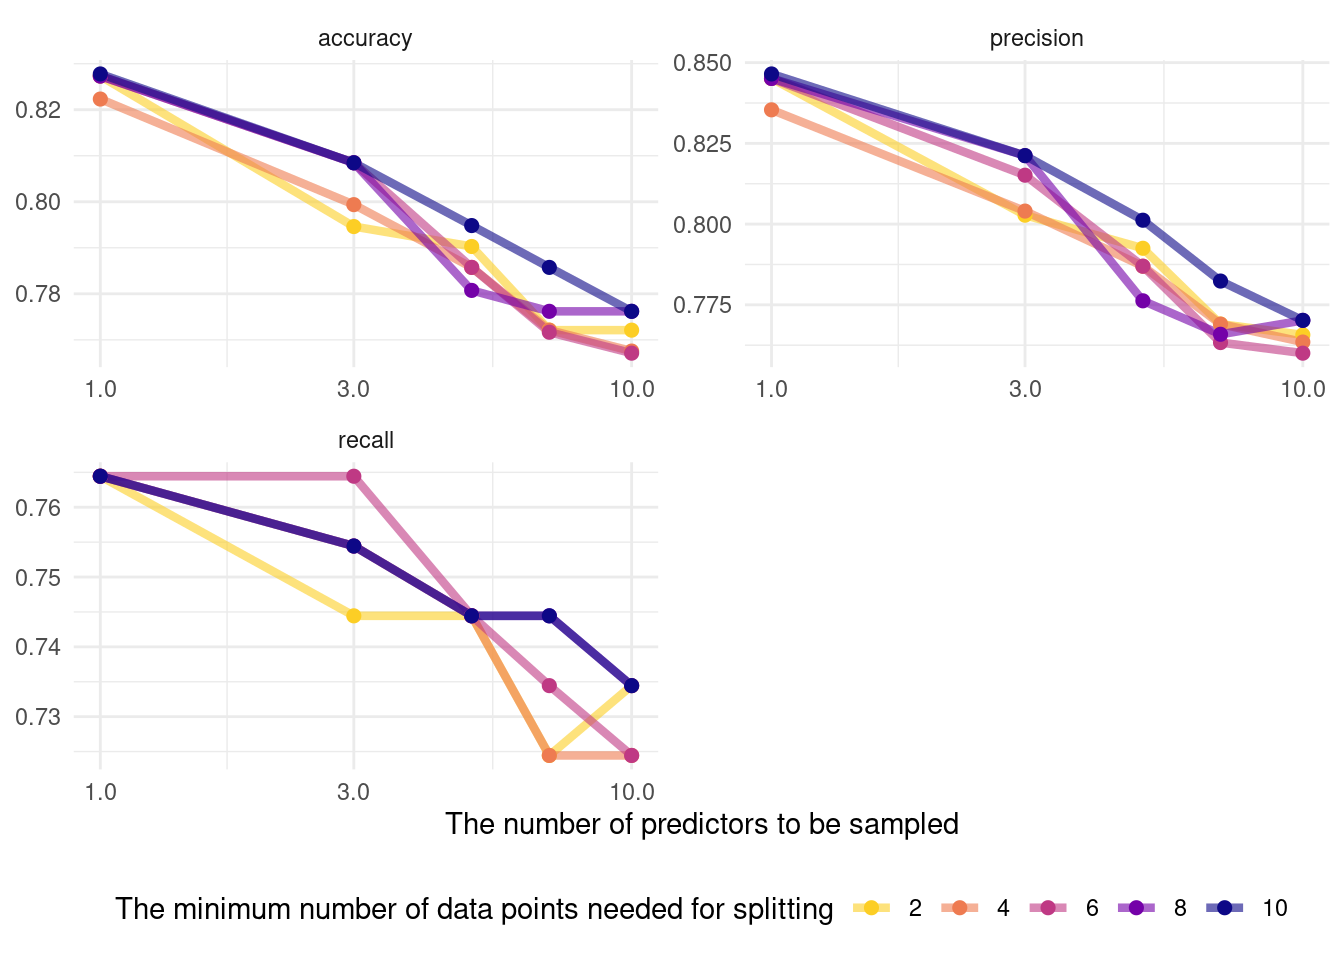 accuracy
0.82
0.80
0.78
1.0 3.0 10.0
precision
0.850
0.825
0.800
0.775
1.0 3.0 10.0
recall
0.76
0.75
0.74
0.73
1.0 3.0 10.0
The number of predictors to be sampled
The minimum number of data points needed for splitting 2 4 6 8 10